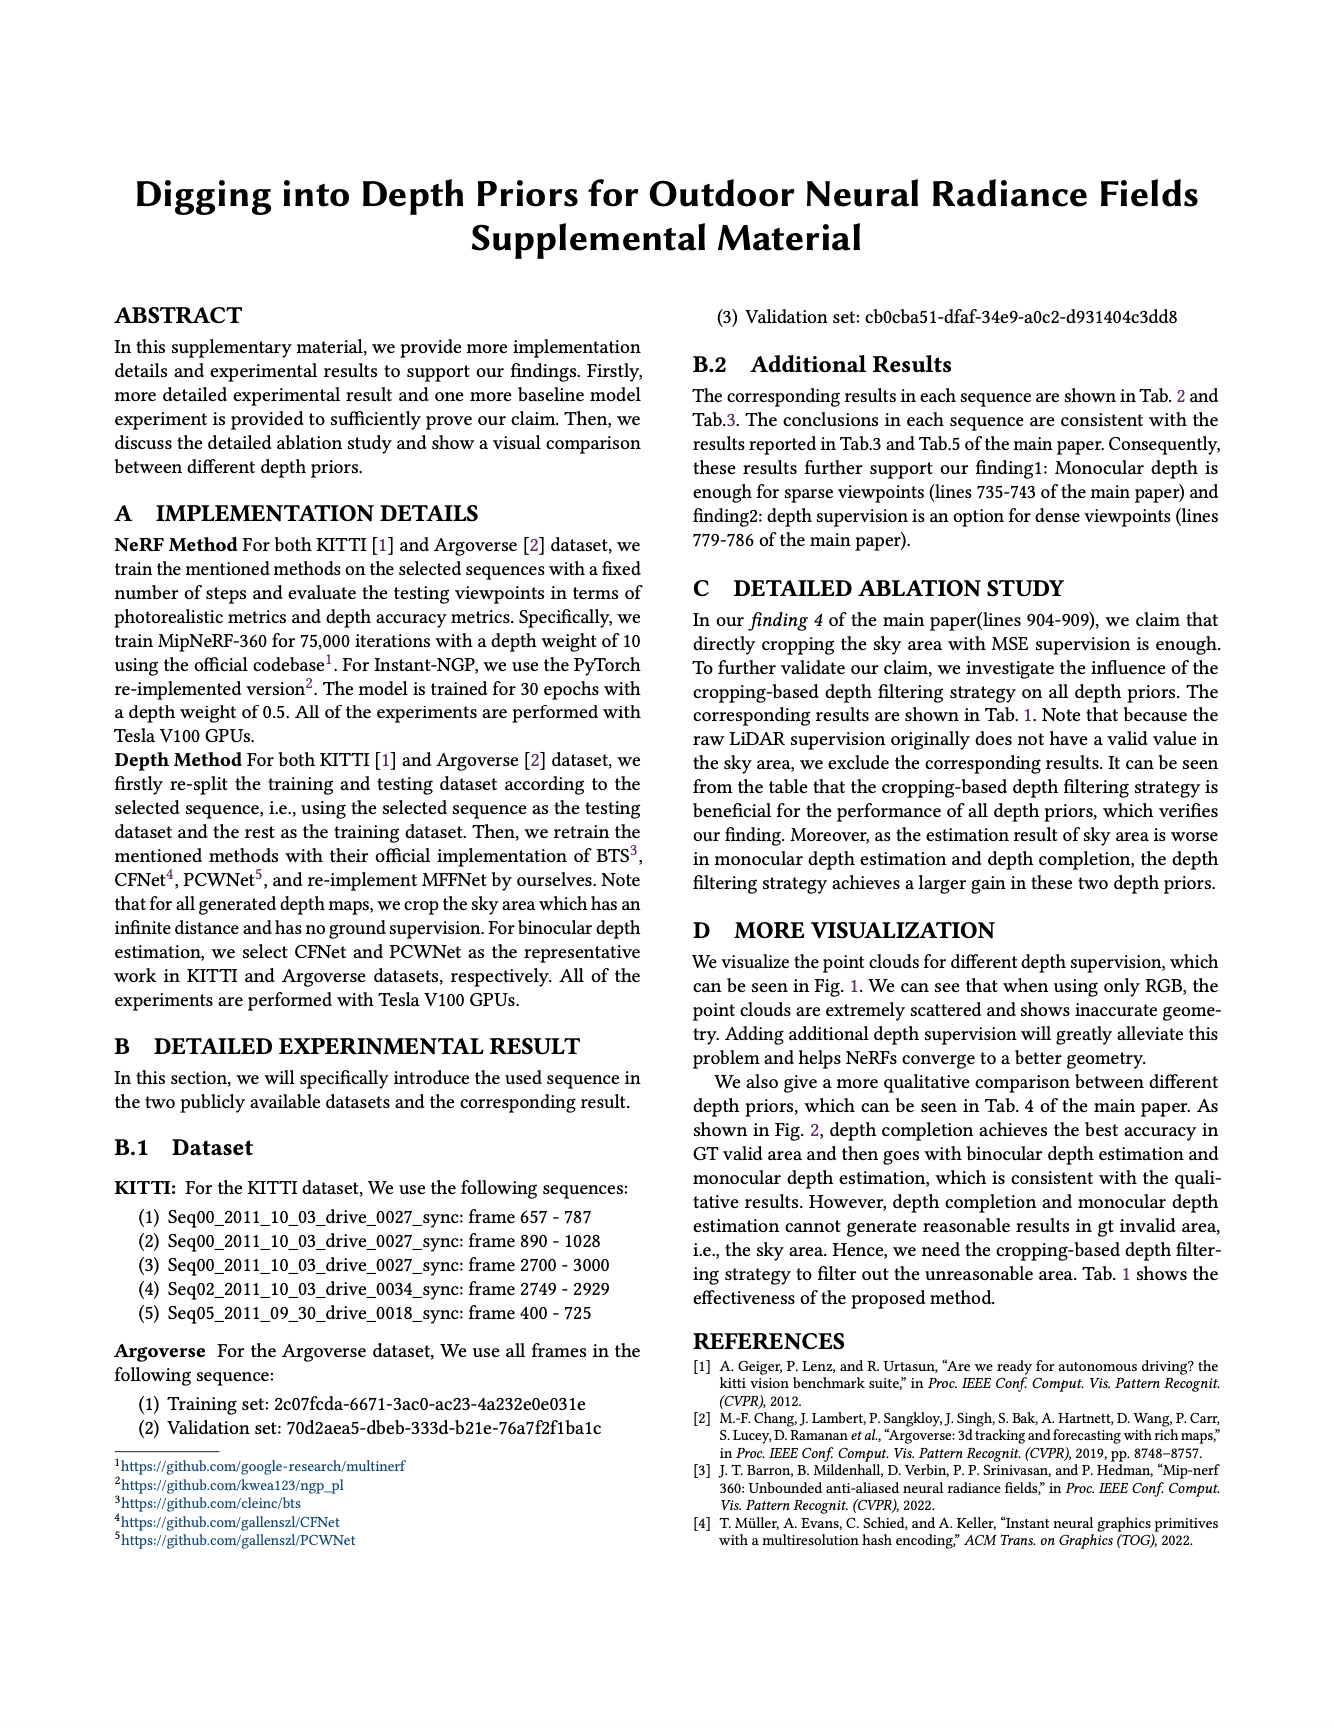 Digging into Depth Priors for Outdoor Neural Radiance Fields
Supplemental Material
ABSTRACT
In this supplementary material, we provide more implementation
details and experimental results to support our findings. Firstly,
more detailed experimental result and one more baseline model
experiment is provided to sufficiently prove our claim. Then, we
discuss the detailed ablation study and show a visual comparison
between different depth priors.
A IMPLEMENTATION DETAILS
NeRF Method For both KITTI [1] and Argoverse [2] dataset, we
train the mentioned methods on the selected sequences with a fixed
number of steps and evaluate the testing viewpoints in terms of
photorealistic metrics and depth accuracy metrics. Specifically, we
train MipNeRF-360 for 75,000 iterations with a depth weight of 10
using the official codebase1. For Instant-NGP, we use the PyTorch
re-implemented version2. The model is trained for 30 epochs with
a depth weight of 0.5. All of the experiments are performed with
Tesla V100 GPUs.
Depth Method For both KITTI [1] and Argoverse [2] dataset, we
firstly re-split the training and testing dataset according to the
selected sequence, i.e., using the selected sequence as the testing
dataset and the rest as the training dataset. Then, we retrain the
mentioned methods with their official implementation of BTS3,
CFNet4, PCWNet5, and re-implement MFFNet by ourselves. Note
that for all generated depth maps, we crop the sky area which has an
infinite distance and has no ground supervision. For binocular depth
estimation, we select CFNet and PCWNet as the representative
work in KITTI and Argoverse datasets, respectively. All of the
experiments are performed with Tesla V100 GPUs.
B DETAILED EXPERINMENTAL RESULT
In this section, we will specifically introduce the used sequence in
the two publicly available datasets and the corresponding result.
B.1 Dataset
KITTI: For the KITTI dataset, We use the following sequences:
(1) Seq00_2011_10_03_drive_0027_sync: frame 657 - 787
(2) Seq00_2011_10_03_drive_0027_sync: frame 890 - 1028
(3) Seq00_2011_10_03_drive_0027_sync: frame 2700 - 3000
(4) Seq02_2011_10_03_drive_0034_sync: frame 2749 - 2929
(5) Seq05_2011_09_30_drive_0018_sync: frame 400 - 725
Argoverse For the Argoverse dataset, We use all frames in the
following sequence:
(1) Training set: 2c07fcda-6671-3ac0-ac23-4a232e0e031e
(2) Validation set: 70d2aea5-dbeb-333d-b21e-76a7f2f1ba1c
1https://github.com/google-research/multinerf
2https://github.com/kwea123/ngp_pl
3https://github.com/cleinc/bts
4https://github.com/gallenszl/CFNet
5https://github.com/gallenszl/PCWNet
(3) Validation set: cb0cba51-dfaf-34e9-a0c2-d931404c3dd8
B.2 Additional Results
The corresponding results in each sequence are shown in Tab. 2 and
Tab.3. The conclusions in each sequence are consistent with the
results reported in Tab.3 and Tab.5 of the main paper. Consequently,
these results further support our finding1: Monocular depth is
enough for sparse viewpoints (lines 735-743 of the main paper) and
finding2: depth supervision is an option for dense viewpoints (lines
779-786 of the main paper).
C DETAILED ABLATION STUDY
In our finding 4 of the main paper(lines 904-909), we claim that
directly cropping the sky area with MSE supervision is enough.
To further validate our claim, we investigate the influence of the
cropping-based depth filtering strategy on all depth priors. The
corresponding results are shown in Tab. 1. Note that because the
raw LiDAR supervision originally does not have a valid value in
the sky area, we exclude the corresponding results. It can be seen
from the table that the cropping-based depth filtering strategy is
beneficial for the performance of all depth priors, which verifies
our finding. Moreover, as the estimation result of sky area is worse
in monocular depth estimation and depth completion, the depth
filtering strategy achieves a larger gain in these two depth priors.
D MORE VISUALIZATION
We visualize the point clouds for different depth supervision, which
can be seen in Fig. 1. We can see that when using only RGB, the
point clouds are extremely scattered and shows inaccurate geome-
try. Adding additional depth supervision will greatly alleviate this
problem and helps NeRFs converge to a better geometry.
We also give a more qualitative comparison between different
depth priors, which can be seen in Tab. 4 of the main paper. As
shown in Fig. 2, depth completion achieves the best accuracy in
GT valid area and then goes with binocular depth estimation and
monocular depth estimation, which is consistent with the quali-
tative results. However, depth completion and monocular depth
estimation cannot generate reasonable results in gt invalid area,
i.e., the sky area. Hence, we need the cropping-based depth filter-
ing strategy to filter out the unreasonable area. Tab. 1 shows the
effectiveness of the proposed method.
REFERENCES
[1] A. Geiger, P. Lenz, and R. Urtasun, “Are we ready for autonomous driving? the
kitti vision benchmark suite,” in Proc. IEEE Conf. Comput. Vis. Pattern Recognit.
(CVPR), 2012.
[2] M.-F. Chang, J. Lambert, P. Sangkloy, J. Singh, S. Bak, A. Hartnett, D. Wang, P. Carr,
S. Lucey, D. Ramanan et al., “Argoverse: 3d tracking and forecasting with rich maps,”
in Proc. IEEE Conf. Comput. Vis. Pattern Recognit. (CVPR), 2019, pp. 8748–8757.
[3] J. T. Barron, B. Mildenhall, D. Verbin, P. P. Srinivasan, and P. Hedman, “Mip-nerf
360: Unbounded anti-aliased neural radiance fields,” in Proc. IEEE Conf. Comput.
Vis. Pattern Recognit. (CVPR), 2022.
[4] T. Müller, A. Evans, C. Schied, and A. Keller, “Instant neural graphics primitives
with a multiresolution hash encoding,” ACM Trans. on Graphics (TOG), 2022.